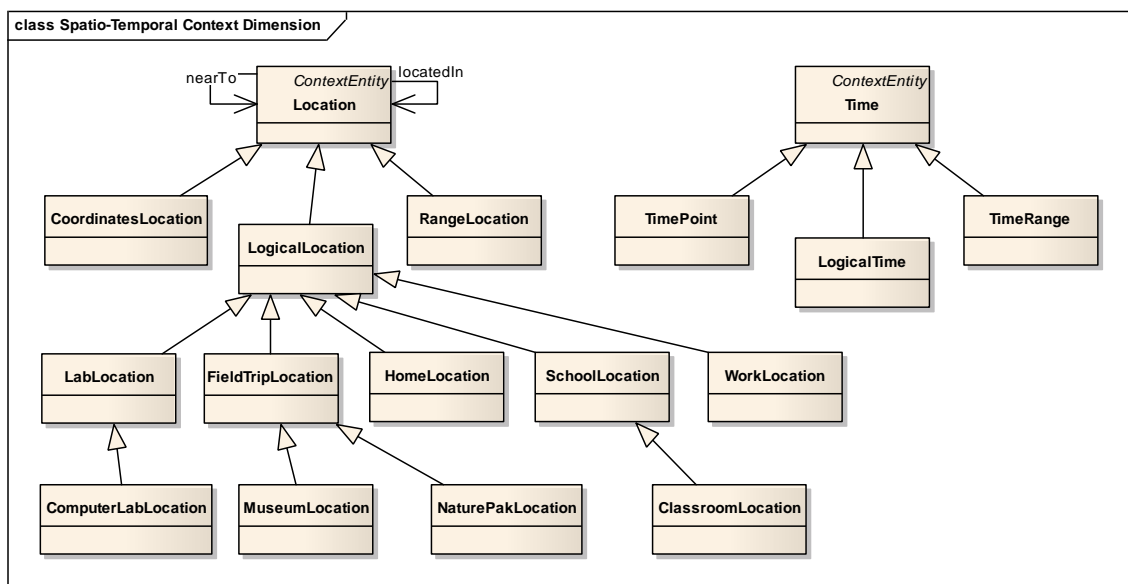 class Spatio-Temporal Context Dimension
nearTo
locatedIn
ContextEntity
Location
ContextEntity
Time
CoordinatesLocation
RangeLocation
LogicalLocation
TimePoint
TimeRange
LogicalTime
LabLocation
FieldTripLocation
HomeLocation
SchoolLocation
WorkLocation
ComputerLabLocation
MuseumLocation
NaturePakLocation
ClassroomLocation